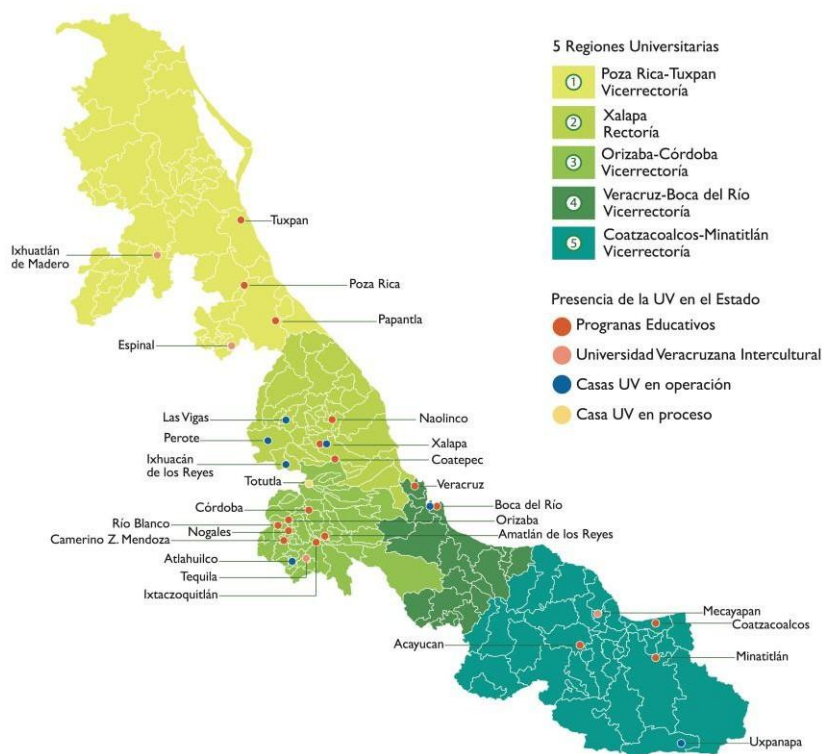 5 Regiones Universitarias
1
Poza Rica-Tuxpan
Vicerrectoría
2
Xalapa
Rectoría
3
Orizaba-Córdoba
Vicerrectoría
4
Veracruz-Boca del Río
Vicerrectoría
5
Coatzacoalcos-Minatitlán
Vicerrectoría
Presencia de la UV en el Estado
Progranas Educativos
Universidad Veracruzana Intercultural
Casas UV en operación
Casa UV en proceso
Tuxpan
Ixhuatlán
de Madero
Poza Rica
Papantla
Espinal
Las Vigas
Naolinco
Perote
Xalapa
Ixhuacán
de los Reyes
Coatepec
Totutla
Veracruz
Córdoba
Boca del Río
Río Blanco
Orizaba
Nogales
Amatlán de los Reyes
Camerino Z. Mendoza
Atlahuilco
Tequila
Ixtaczoquitlán
Mecayapan
Coatzacoalcos
Acayucan
Minatitlán
Uxpanapa